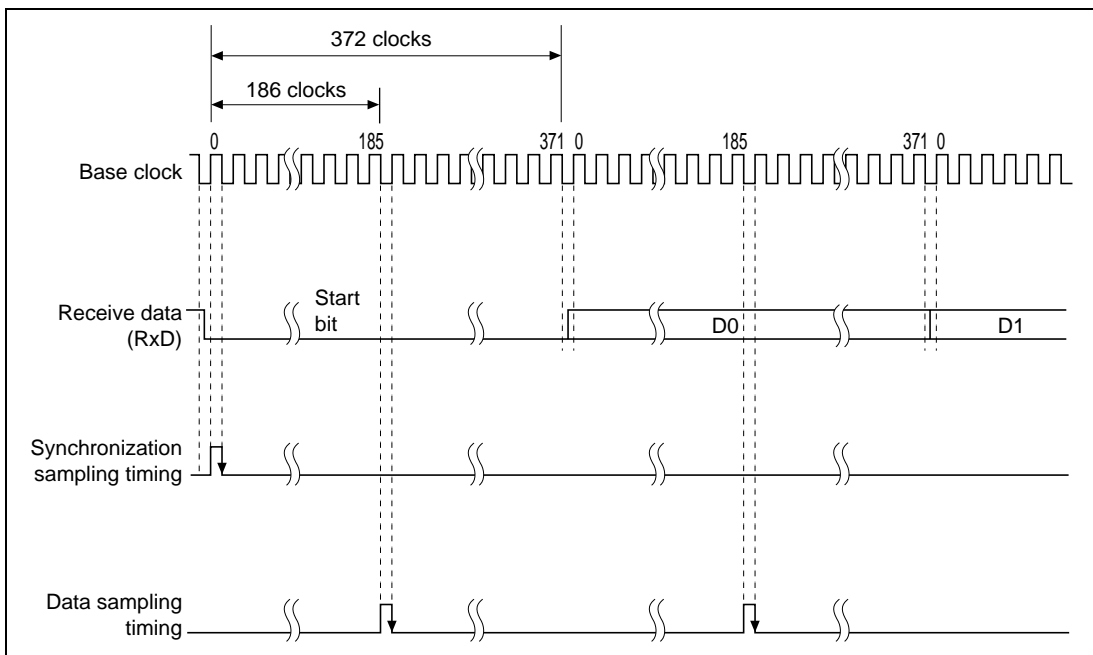 372 clocks
186 clocks
0 185 371 0 185 371 0
Base clock
Receive data
(RxD)
Start
bit
D0
D1
Synchronization
sampling timing
Data sampling
timing